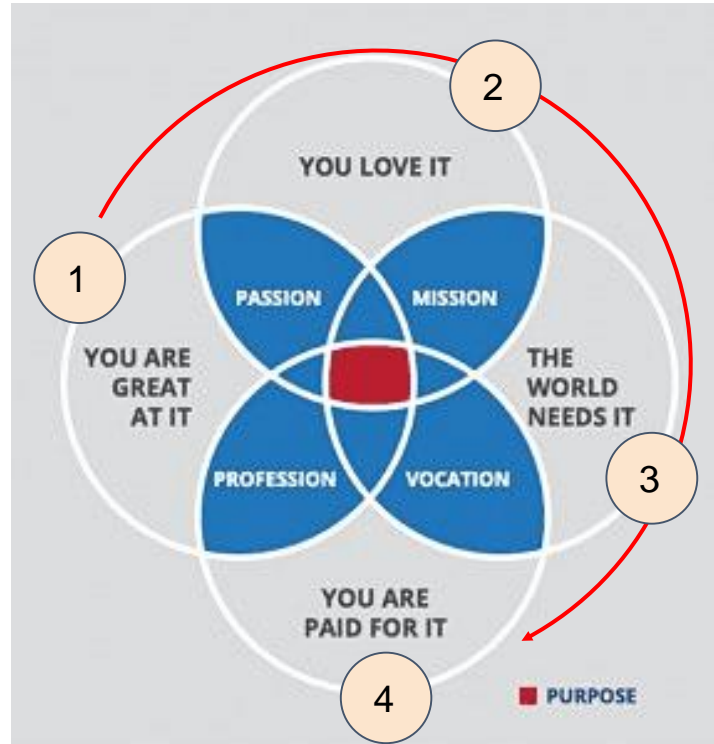 2
YOU LOVE IT
1
PASSION
MISSION
YOU ARE
GREAT
AT IT
THE
WORLD
NEEDS IT
PROFESSION
VOCATION
3
YOU ARE
PAID FOR IT
4
PURPOSE